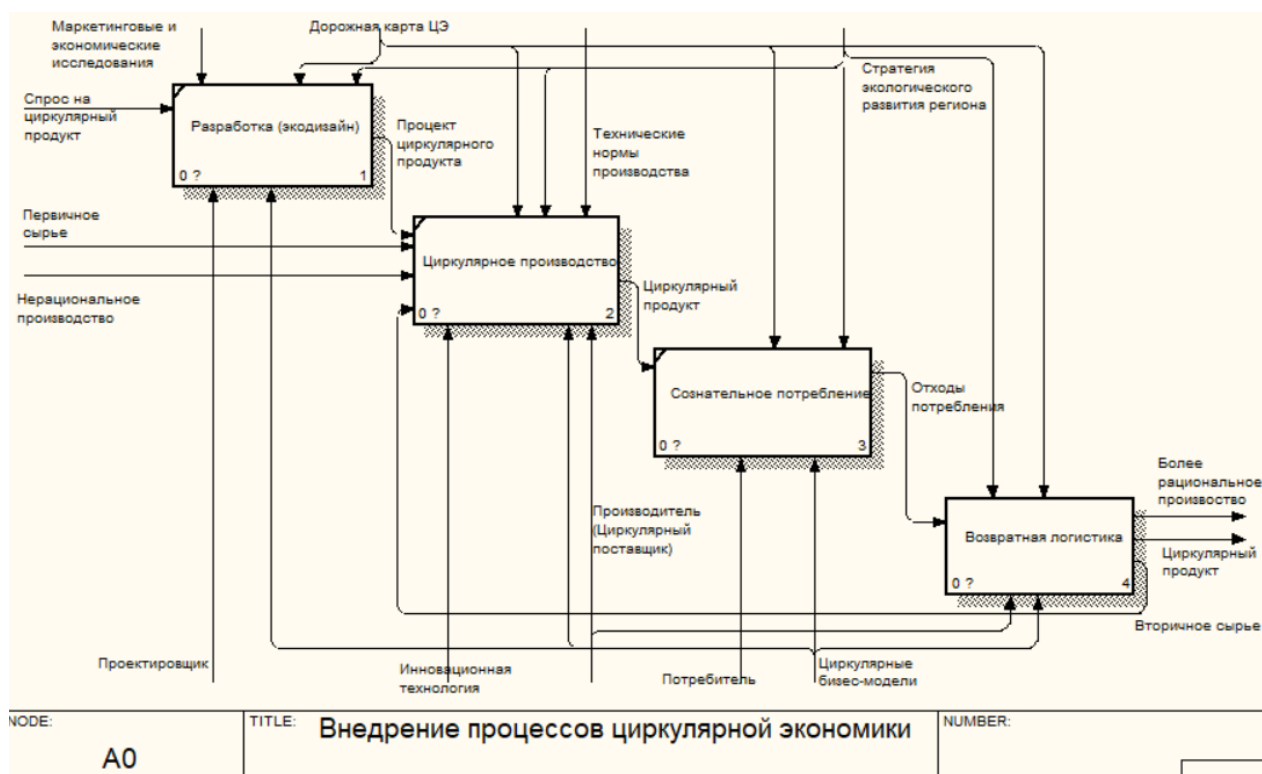 Маркетинговые и
экономические
исследования
Дорожная карта ЦЭ
Стратегия
экологического
развития региона
Спрос на
циркулярный
продукт
Разработка (экодизайн)
0 ?
1
Процект
циркулярного
продукта
Технические
нормы
производства
Первичное
сырье
Нерациональное
производство
Циркулярное производство
0 ?
2
Циркулярный
продукт
Сознательное потребление
0 ?
3
Отходы
потребления
Производитель
(Циркулярный
поставщик)
Возвратная логистика
0 ?
4
Более
рациональное
произвоство
Циркулярный
продукт
Вторичное сырье
Проектировщик
Инновационная
технология
Потребитель
Циркулярные
бизес-модели
NODE:
A0
TITLE:
Внедрение процессов циркулярной экономики
NUMBER: